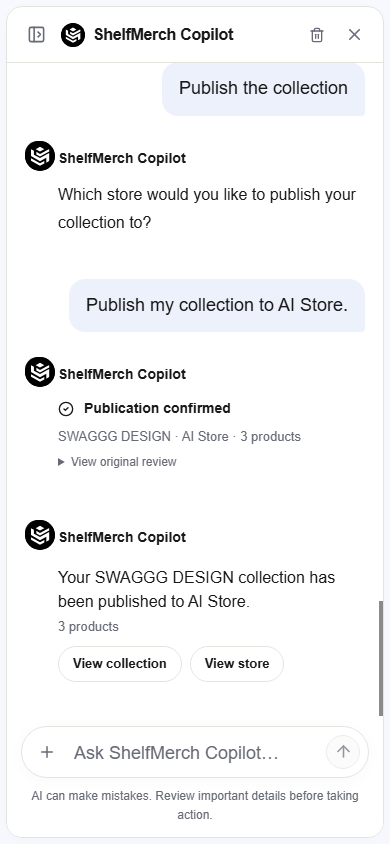 ShelfMerch Copilot
Publish the collection
ShelfMerch Copilot
Which store would you like to publish your
collection to?
Publish my collection to AI Store.
ShelfMerch Copilot
Publication confirmed
SWAGGG DESIGN · AI Store · 3 products
View original review
ShelfMerch Copilot
Your SWAGGG DESIGN collection has
been published to AI Store.
3 products
View collection View store
Ask ShelfMerch Copilot…
AI can make mistakes. Review important details before taking
action.